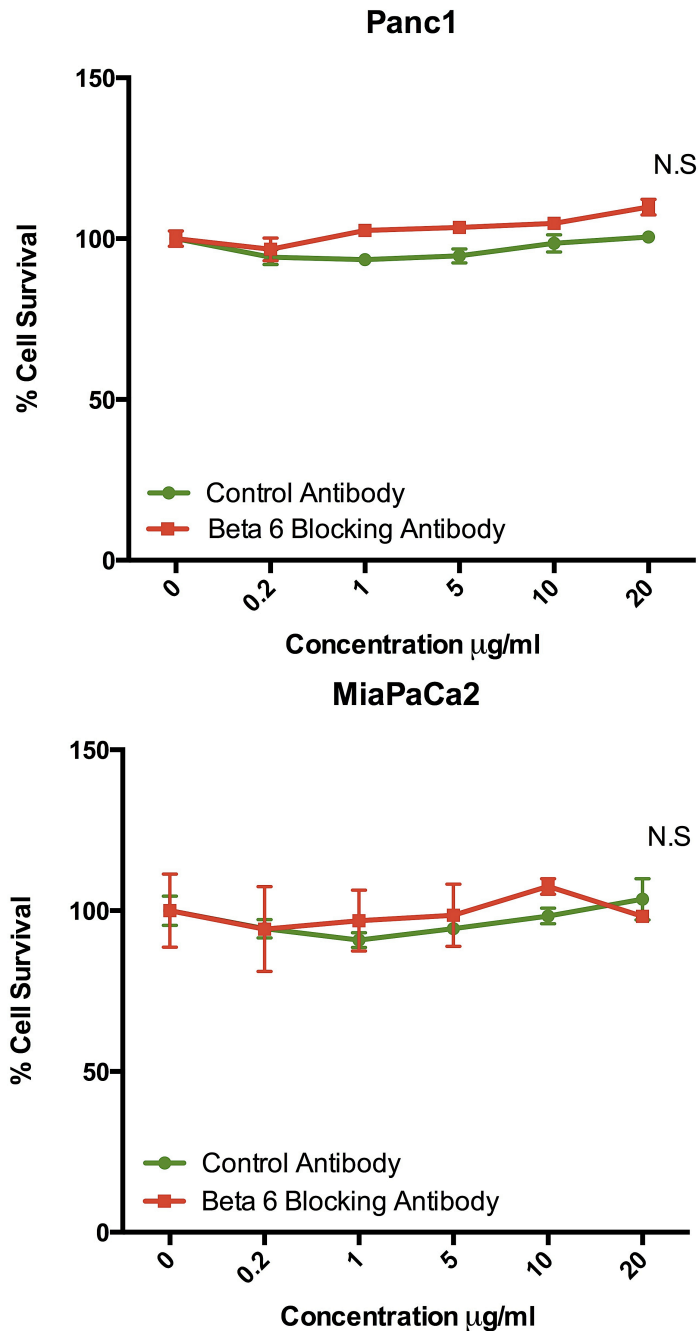 Panc1
150
N.S
100
% Cell Survival
50
Control Antibody
Beta 6 Blocking Antibody
0
0 0.2 1 5 10 20
Concentration μg/ml
MiaPaCa2
150
N.S
100
% Cell Survival
50
Control Antibody
Beta 6 Blocking Antibody
0
0 0.2 1 5 10 20
Concentration μg/ml